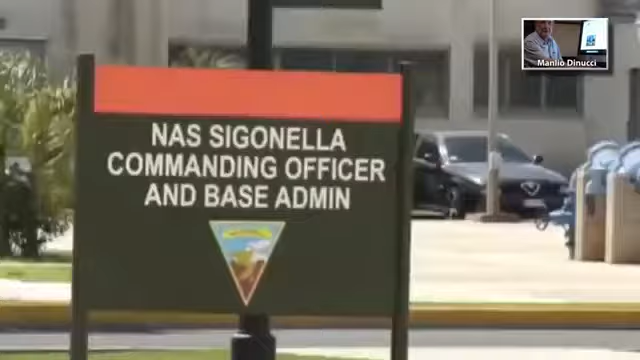 Manlio Dinucci
NAS SIGONELLA
COMMANDING OFFICER
AND BASE ADMIN